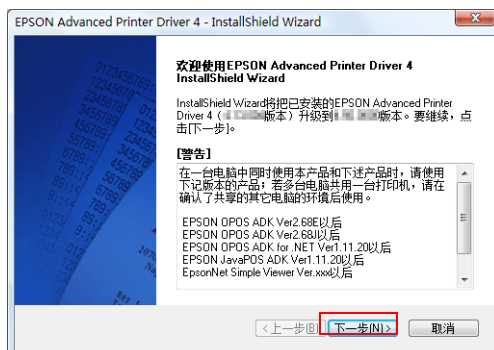 EPSON Advanced Printer Driver 4 - InstallShield Wizard
欢迎使用EPSON Advanced Printer Driver 4
InstallShield Wizard
InstallShield Wizard将把已安装的EPSON Advanced Printer
Driver 4（版本）升级到版本。要继续，点
击[下一步]。
[警告]
在一台电脑中同时使用本产品和下述产品时，请使用
下记版本的产品；若多台电脑共用一台打印机，请在
确认了共享的其它电脑的环境后使用。
EPSON OPOS ADK Ver2.68E以后
EPSON OPOS ADK Ver2.68J以后
EPSON OPOS ADK for .NET Ver1.11.20以后
EPSON JavaPOS ADK Ver1.11.20以后
EpsonNet Simple Viewer Ver.xxx以后
<上一步(B) 下一步(N)> 取消